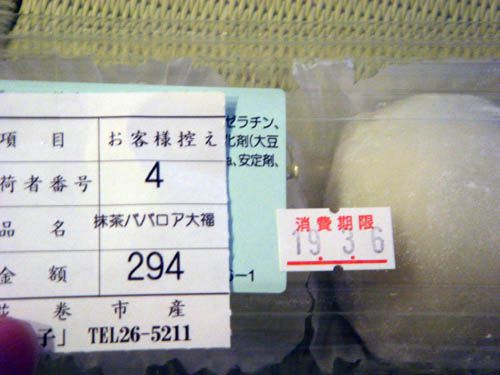 項目 お客様控え
荷者番号 4
品名 抹茶ババロア大福
金額 294
巻市産
子」 TEL26-5211
ゼラチン、
化剤(大豆
a、安定剤、
-1
消費期限
19.3.6